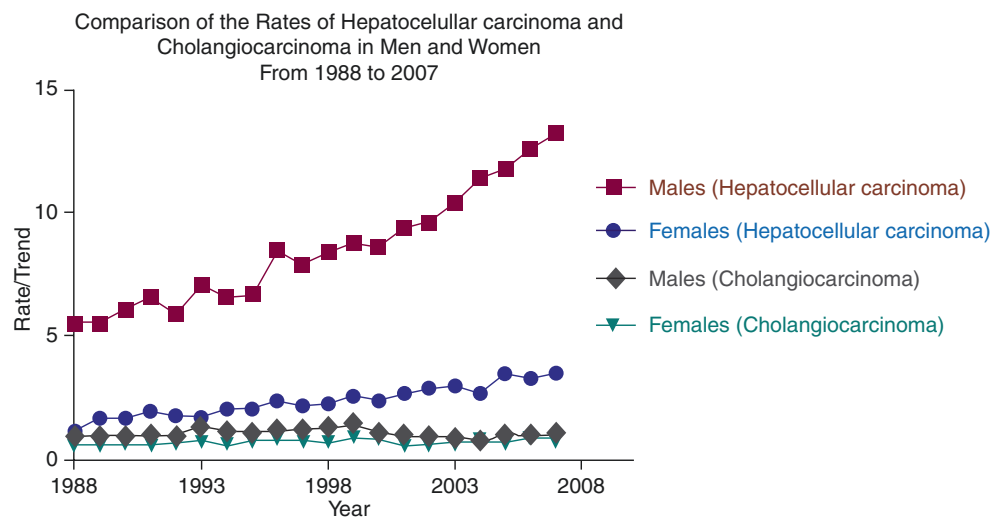 Comparison of the Rates of Hepatocelullar carcinoma and
Cholangiocarcinoma in Men and Women
From 1988 to 2007
15
10
5
0
Rate/Trend
1988 1993 1998 2003 2008
Year
Males (Hepatocellular carcinoma)
Females (Hepatocellular carcinoma)
Males (Cholangiocarcinoma)
Females (Cholangiocarcinoma)